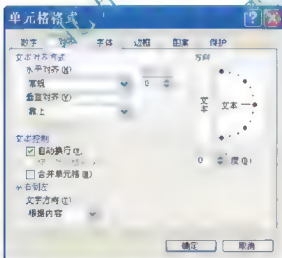 单元格格式
数字 对齐 字体 边框 图案 保护
文本对齐方式
水平对齐(H)
常规
0
垂直对齐(V)
靠上
方向
文本
文本
0 度(D)
文本控制
自动换行
合并单元格(M)
从右到左
文字方向(T)
根据内容
确定 取消